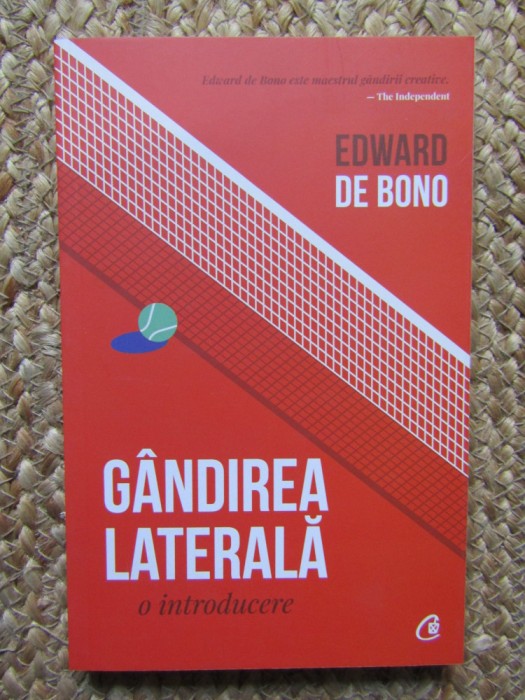 Edward de Bono este maestrul gândirii creative.
— The Independent
EDWARD
DE BONO
GÂNDIREA
LATERALĂ
o introducere